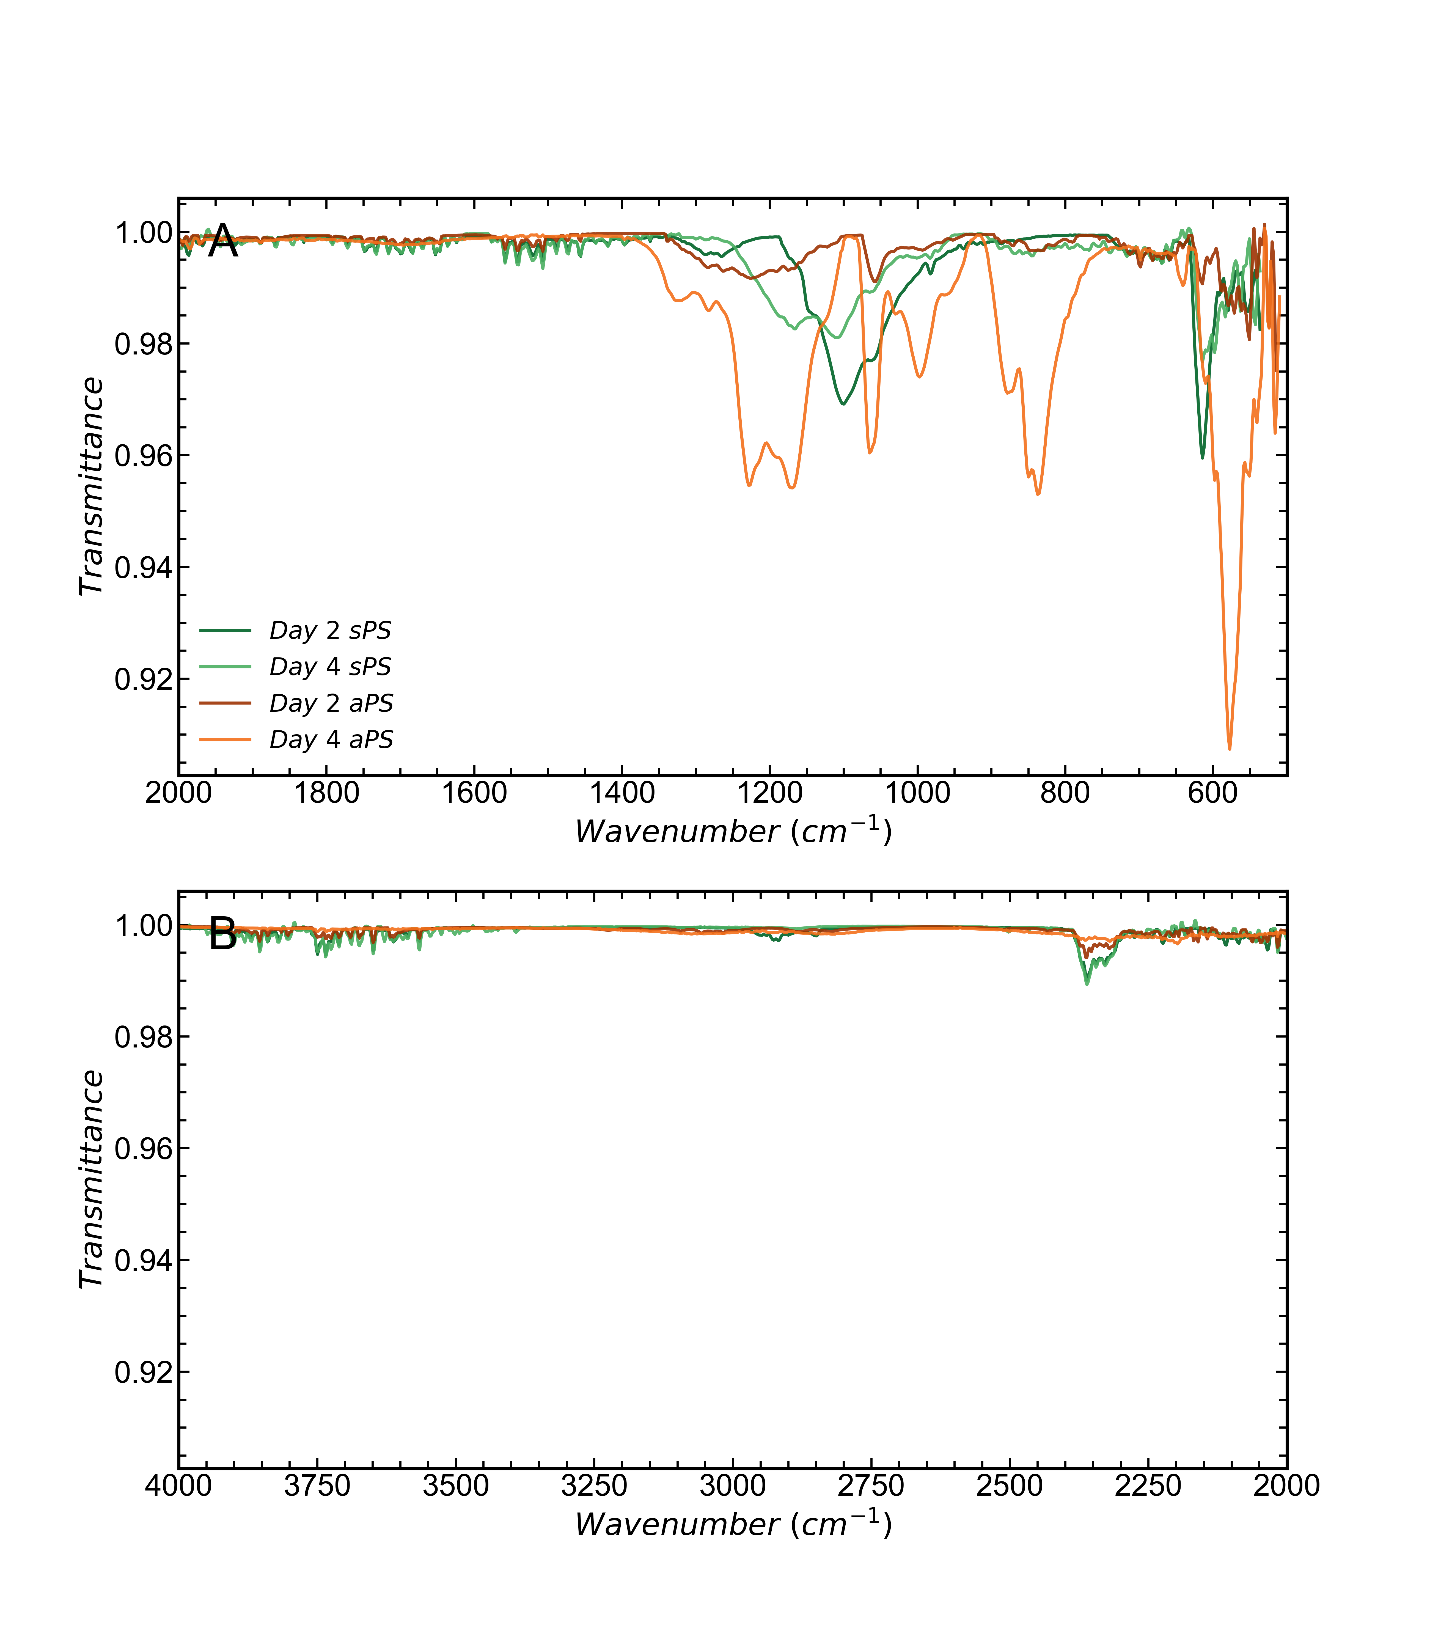 A
1.00
0.98
0.96
0.94
0.92
Transmittance
Day 2 sPS
Day 4 sPS
Day 2 aPS
Day 4 aPS
2000 1800 1600 1400 1200 1000 800 600
Wavenumber (cm⁻¹)
B
1.00
0.98
0.96
0.94
0.92
Transmittance
4000 3750 3500 3250 3000 2750 2500 2250 2000
Wavenumber (cm⁻¹)